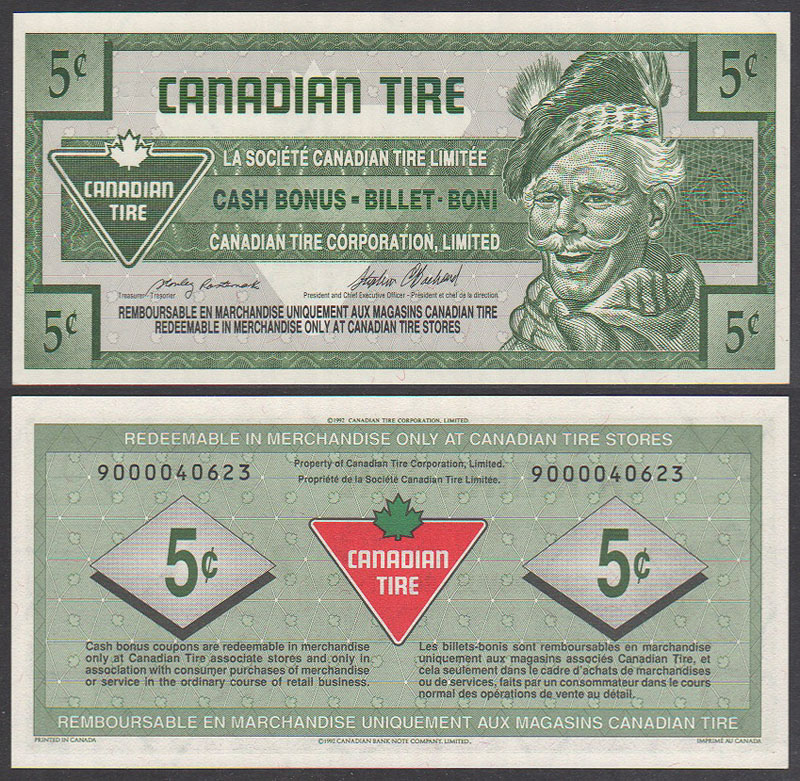 5¢
5¢
CANADIAN TIRE
LA SOCIÉTÉ CANADIAN TIRE LIMITÉE
CANADIAN
TIRE
CASH BONUS - BILLET - BONI
CANADIAN TIRE CORPORATION, LIMITED
Treasurer - Trésorier
President and Chief Executive Officer - Président et chef de la direction
REMBOURSABLE EN MARCHANDISE UNIQUEMENT AUX MAGASINS CANADIAN TIRE
REDEEMABLE IN MERCHANDISE ONLY AT CANADIAN TIRE STORES
5¢
5¢
©1992 CANADIAN TIRE CORPORATION, LIMITED.
REDEEMABLE IN MERCHANDISE ONLY AT CANADIAN TIRE STORES
9000040623
Property of Canadian Tire Corporation, Limited.
Propriété de la Société Canadian Tire Limitée.
9000040623
5¢
CANADIAN
TIRE
5¢
Cash bonus coupons are redeemable in merchandise
only at Canadian Tire associate stores and only in
association with consumer purchases of merchandise
or service in the ordinary course of retail business.
Les billets-bonis sont remboursables en marchandise
uniquement aux magasins associés Canadian Tire, et
cela seulement dans le cadre d'achats de marchandises
ou de services, faits par un consommateur dans le cours
normal des opérations de vente au détail.
REMBOURSABLE EN MARCHANDISE UNIQUEMENT AUX MAGASINS CANADIAN TIRE
PRINTED IN CANADA
©1992 CANADIAN BANK NOTE COMPANY, LIMITED.
IMPRIMÉ AU CANADA